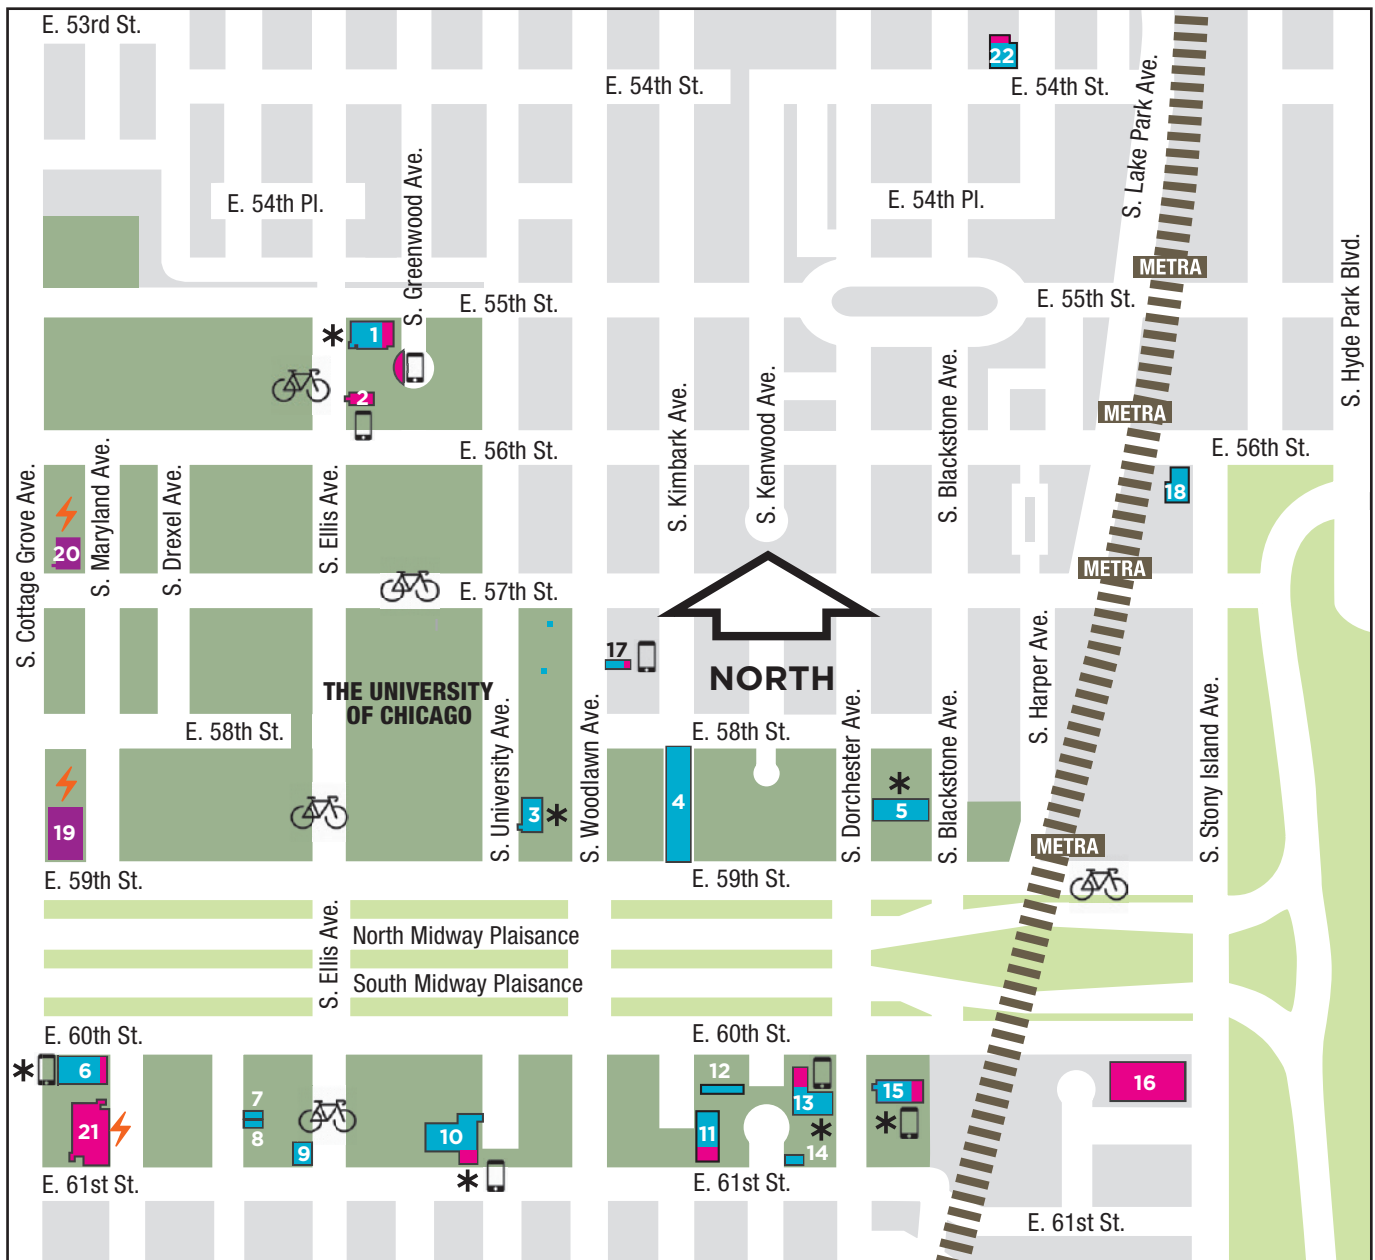 E. 53rd St.
22
E. 54th St.
E. 54th St.
S. Lake Park Ave.
S. Greenwood Ave.
E. 54th Pl.
E. 54th Pl.
METRA
S. Hyde Park Blvd.
E. 55th St.
E. 55th St.
1
2
METRA
S. Kimbark Ave.
S. Kenwood Ave.
S. Blackstone Ave.
E. 56th St.
E. 56th St.
S. Cottage Grove Ave.
S. Maryland Ave.
S. Drexel Ave.
S. Ellis Ave.
18
20
METRA
E. 57th St.
17
NORTH
THE UNIVERSITY
OF CHICAGO
S. University Ave.
S. Woodlawn Ave.
S. Dorchester Ave.
S. Blackstone Ave.
S. Harper Ave.
S. Stony Island Ave.
E. 58th St.
E. 58th St.
4
5
3
19
METRA
E. 59th St.
E. 59th St.
S. Ellis Ave.
North Midway Plaisance
South Midway Plaisance
E. 60th St.
E. 60th St.
6
12
16
7
15
13
21
8
10
11
9
14
E. 61st St.
E. 61st St.
E. 61st St.